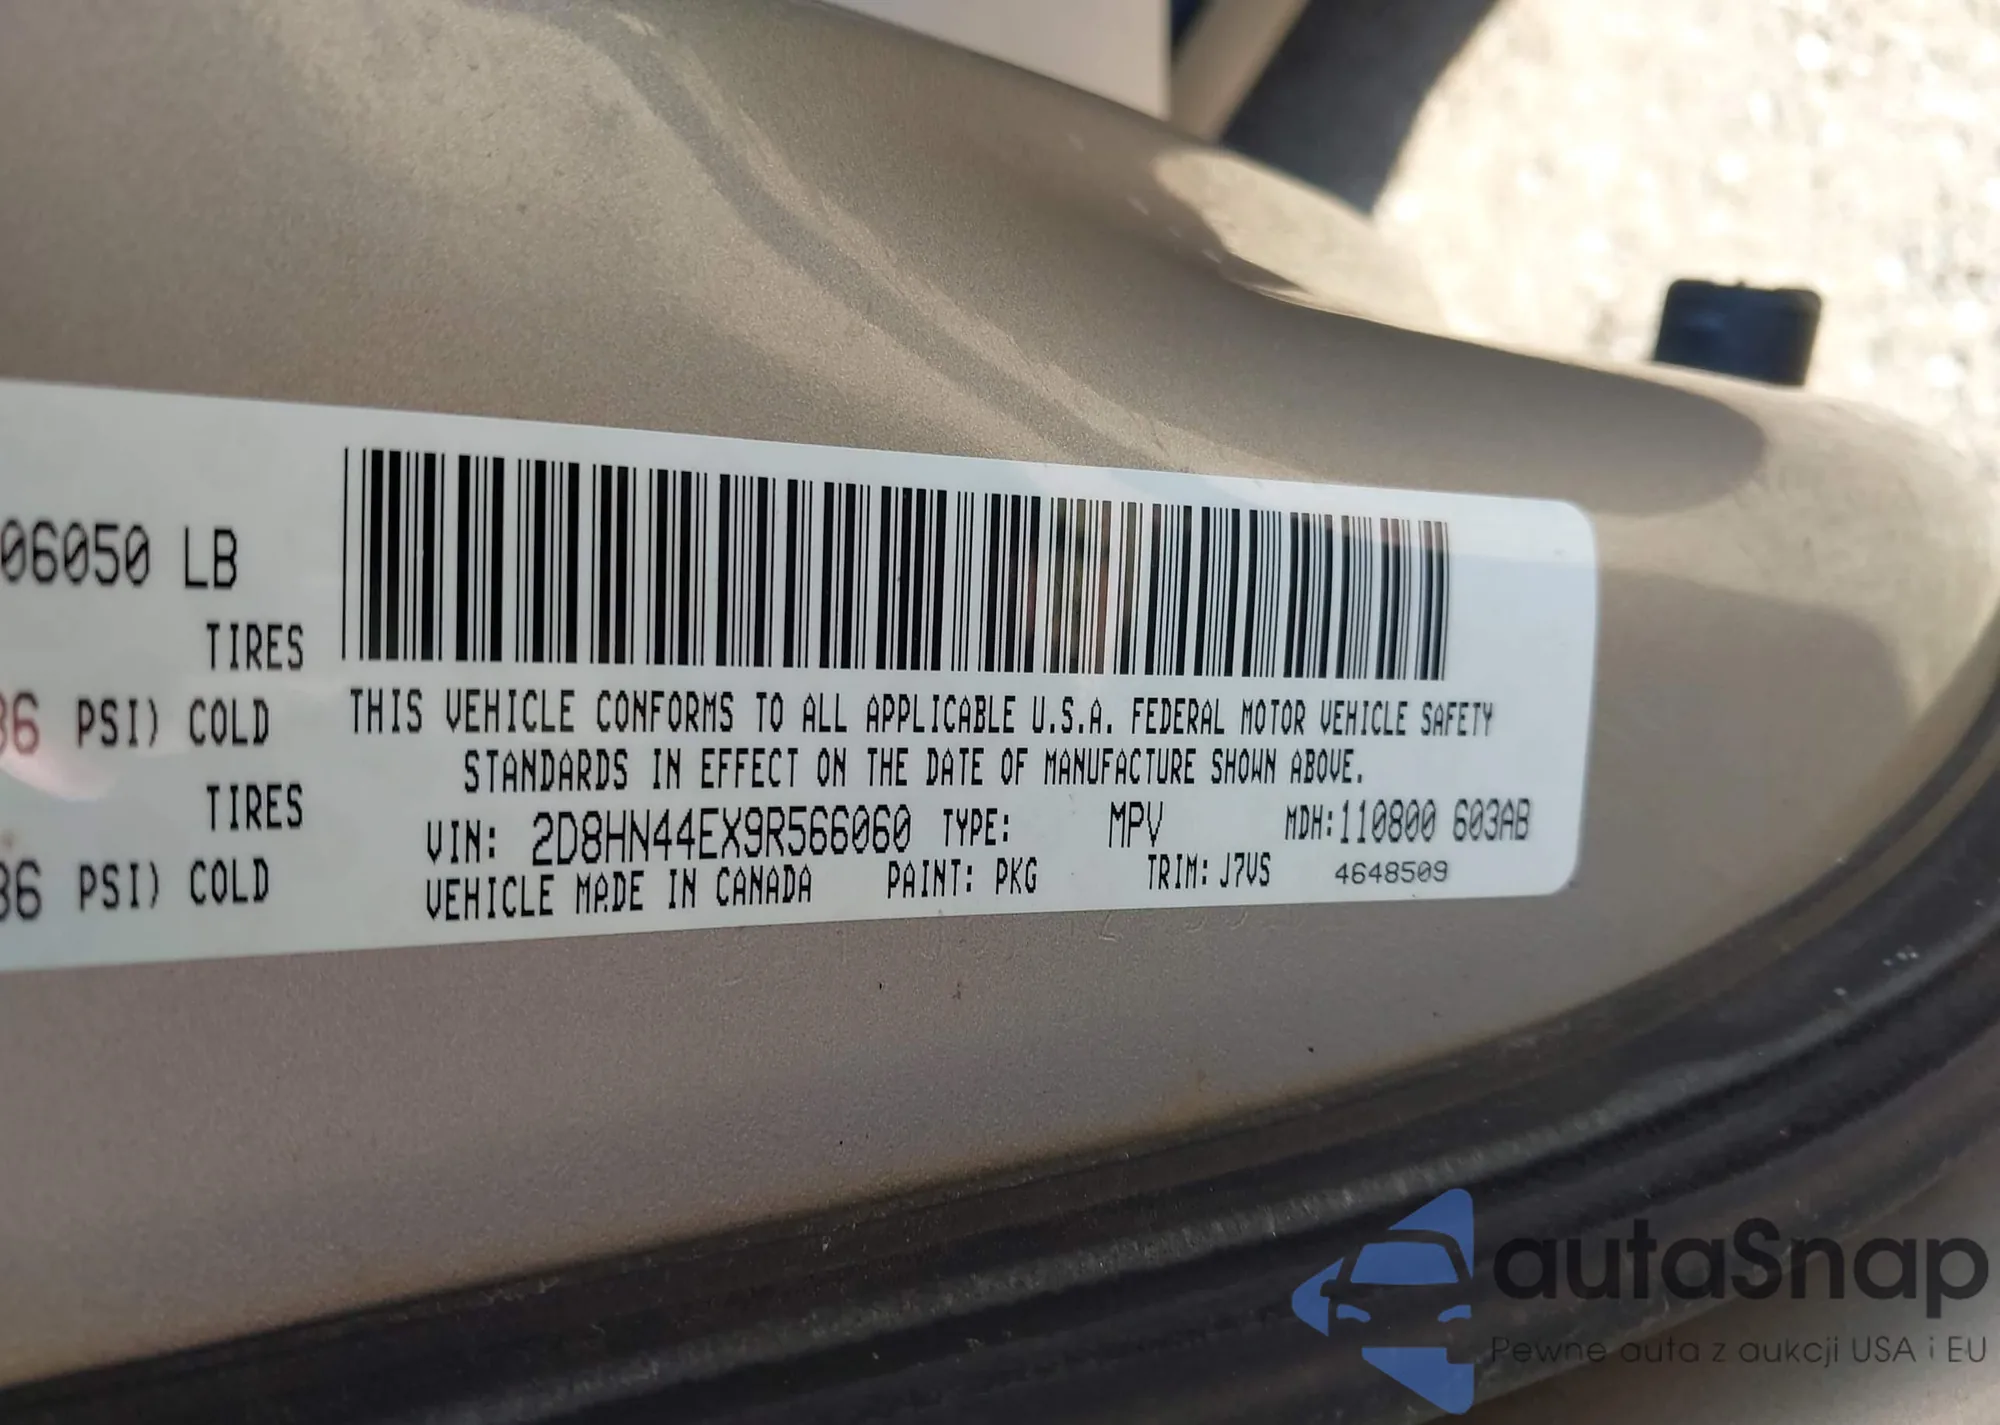 06050 LB
TIRES
36 PSI) COLD
TIRES
36 PSI) COLD
THIS VEHICLE CONFORMS TO ALL APPLICABLE U.S.A. FEDERAL MOTOR VEHICLE SAFETY
STANDARDS IN EFFECT ON THE DATE OF MANUFACTURE SHOWN ABOVE.
VIN: 2D8HN44EX9R566060 TYPE: MPV MDH: 110800 603AB
VEHICLE MADE IN CANADA PAINT: PKG TRIM: J7VS 4648509
autaSnap
Pewne auta z aukcji USA i EU